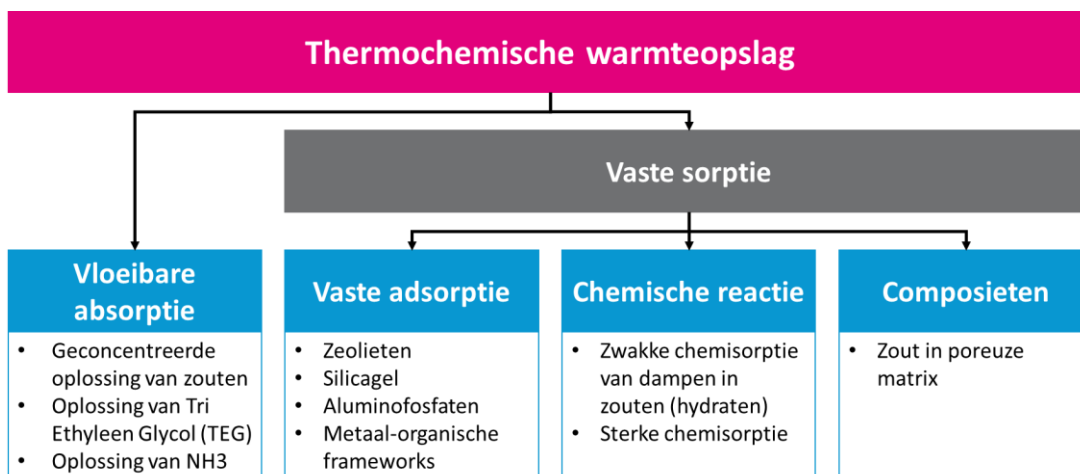 Thermochemische warmteopslag
Vaste sorptie
Vloeibare
absorptie
• Geconcentreerde
oplossing van zouten
• Oplossing van Tri
Ethyleen Glycol (TEG)
• Oplossing van NH3
Vaste adsorptie
• Zeolieten
• Silicagel
• Aluminofosfaten
• Metaal-organische
frameworks
Chemische reactie
• Zwakke chemisorptie
van dampen in
zouten (hydraten)
• Sterke chemisorptie
Composieten
• Zout in poreuze
matrix